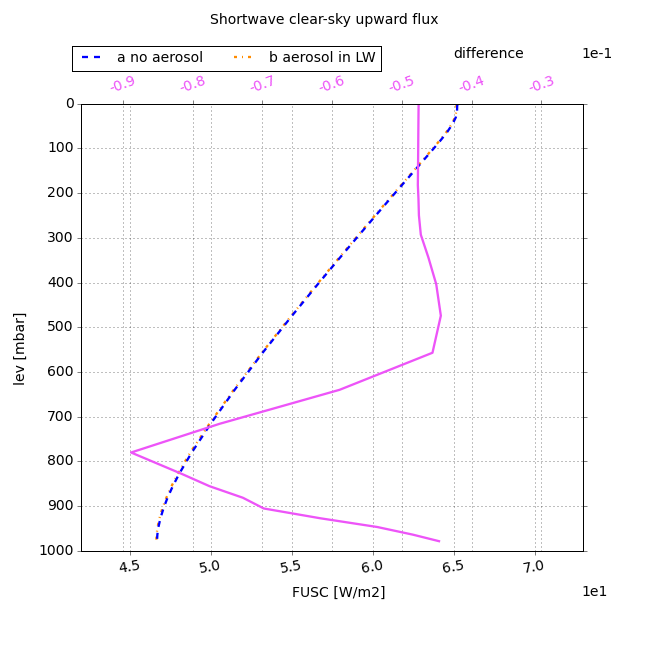 Shortwave clear-sky upward flux
a no aerosol b aerosol in LW difference 1e-1
-0.9 -0.8 -0.7 -0.6 -0.5 -0.4 -0.3
0
100
200
300
400
500
600
700
800
900
1000
lev [mbar]
4.5 5.0 5.5 6.0 6.5 7.0
FUSC [W/m2] 1e1